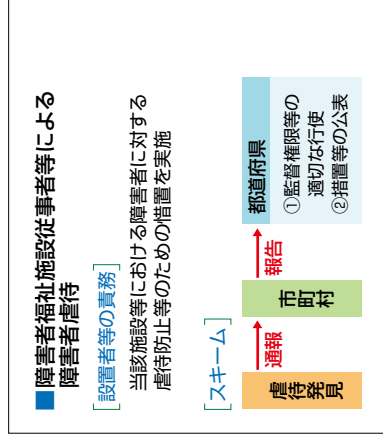 ■障害者福祉施設従事者等による
障害者虐待
[設置者等の責務]
当該施設等における障害者に対する
虐待防止等のための措置を実施
[スキーム]
虐待
発見
通報
市
町
村
報告
都道府県
①監督権限等の
適切な行使
②措置等の公表